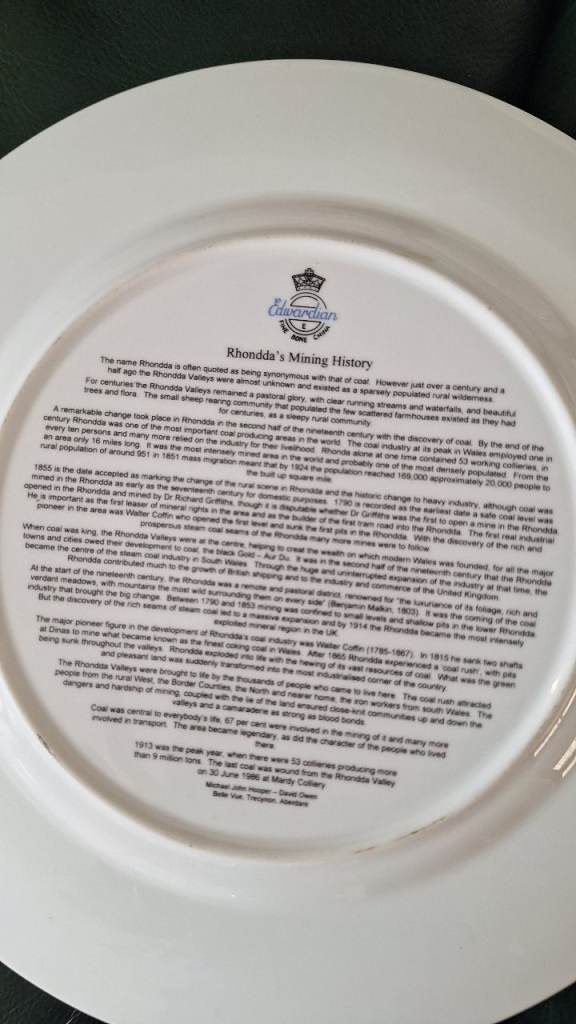 Edwardian
E
FINE BONE CHINA
Rhondda's Mining History
The name Rhondda is often quoted as being synonymous with that of coal. However just over a century and a
half ago the Rhondda Valleys were almost unknown and existed as a sparsely populated rural wilderness.
For centuries the Rhondda Valleys remained a pastoral glory, with clear running streams and waterfalls, and beautiful
trees and flora. The small sheep rearing community that populated the few scattered farmhouses existed as they had
for centuries, as a sleepy rural community.
A remarkable change took place in Rhondda in the second half of the nineteenth century with the discovery of coal. By the end of the
century Rhondda was one of the most important coal producing areas in the world. The coal industry at its peak in Wales employed one in
every ten persons and many more relied on the industry for their livelihood. Rhonda alone at one time contained 53 working collieries, in
an area only 16 miles long. It was the most intensely mined area in the world and probably one of the most densely populated. From the
rural population of around 951 in 1851 mass migration meant that by 1924 the population reached 169,000 approximately 20,000 people to
the built up square mile.
1855 is the date accepted as marking the change of the rural scene in Rhondda and the historic change to heavy industry, although coal was
mined in the Rhondda as early as the seventeenth century for domestic purposes. 1790 is recorded as the earliest date a safe coal level was
opened in the Rhondda and mined by Dr Richard Griffiths, though it is disputable whether Dr Griffiths was the first to open a mine in the Rhondda.
He is important as the first leaser of mineral rights in the area and as the builder of the first tram road into the Rhondda. The first real industrial
pioneer in the area was Walter Coffin who opened the first level and sunk the first pits in the Rhondda. With the discovery of the rich and
prosperous steam coal seams of the Rhondda many more mines were to follow.
When coal was king, the Rhondda Valleys were at the centre, helping to creat the wealth on which modern Wales was founded, for all the major
towns and cities owed their development to coal, the black Gold – Aur Du. It was in the second half of the nineteenth century that the Rhondda
became the centre of the steam coal industry in South Wales. Through the huge and uninterrupted expansion of the industry at that time, the
Rhondda contributed much to the growth of British shipping and to the industry and commerce of the United Kingdom.
At the start of the nineteenth century, the Rhondda was a remote and pastoral district, renowned for "the luxuriance of its foliage, rich and
verdant meadows, with mountains the most wild surrounding them on every side" (Benjamin Malkin, 1803). It was the coming of the coal
industry that brought the big change. Between 1790 and 1853 mining was confined to small levels and shallow pits in the lower Rhondda.
But the discovery of the rich seams of steam coal led to a massive expansion and by 1914 the Rhondda became the most intensely
exploited mineral region in the UK.
The major pioneer figure in the development of Rhondda's coal industry was Walter Coffin (1785-1867). In 1815 he sank two shafts
at Dinas to mine what became known as the finest coking coal in Wales. After 1865 Rhondda experienced a 'coal rush', with pits
being sunk throughout the valleys. Rhondda exploded into life with the hewing of its vast resources of coal. What was the green
and pleasant land was suddenly transformed into the most industrialised corner of the country.
The Rhondda Valleys were brought to life by the thousands of people who came to live here. The coal rush attracted
people from the rural West, the Border Counties, the North and nearer home, the iron workers from south Wales. The
dangers and hardship of mining, coupled with the lie of the land ensured close-knit communities up and down the
valleys and a camaraderie as strong as blood bonds.
Coal was central to everybody's life, 67 per cent were involved in the mining of it and many more
involved in transport. The area became legendary, as did the character of the people who lived
there.
1913 was the peak year, when there were 53 collieries producing more
than 9 million tons. The last coal was wound from the Rhondda Valley
on 30 June 1986 at Mardy Colliery
Michael John Hooper – David Owen
Belle Vue, Trecynon, Aberdare